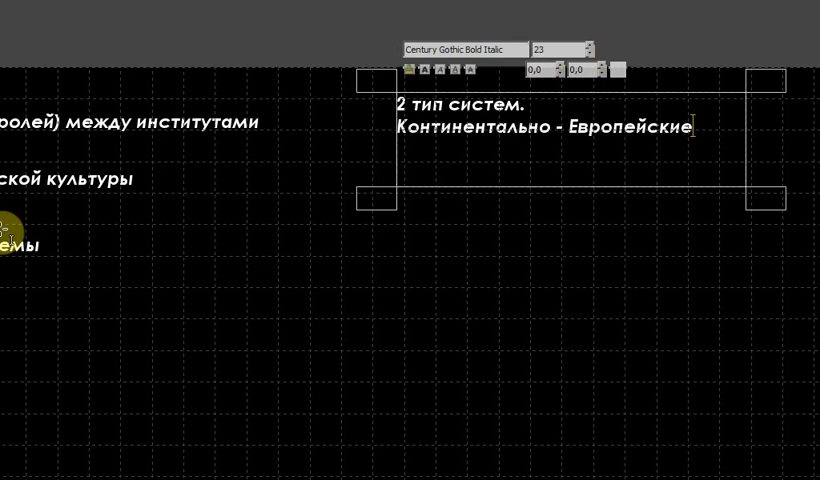 Century Gothic Bold Italic 23
0,0 0,0
2 тип систем.
Континентально - Европейские
ролей) между институтами
ской культуры
емы